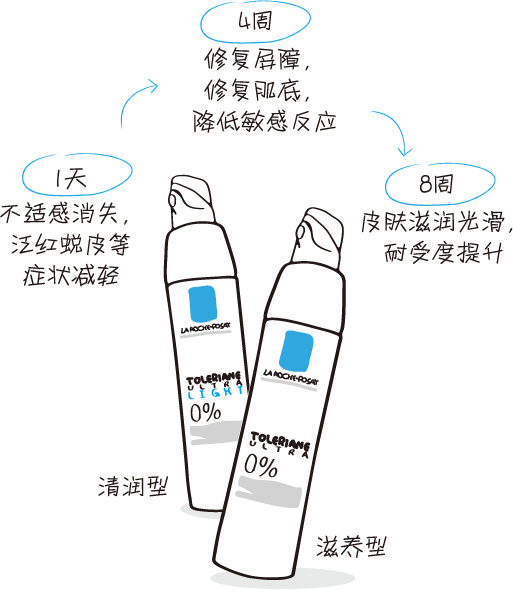 4周
修复屏障，
修复肌底，
降低敏感反应
1天
不适感消失，
泛红蜕皮等
症状减轻
8周
皮肤滋润光滑，
耐受度提升
LA ROCHE-POSAY
TOLERIANE
ULTRA
LIGHT
0%
清润型
LA ROCHE-POSAY
TOLERIANE
ULTRA
0%
滋养型